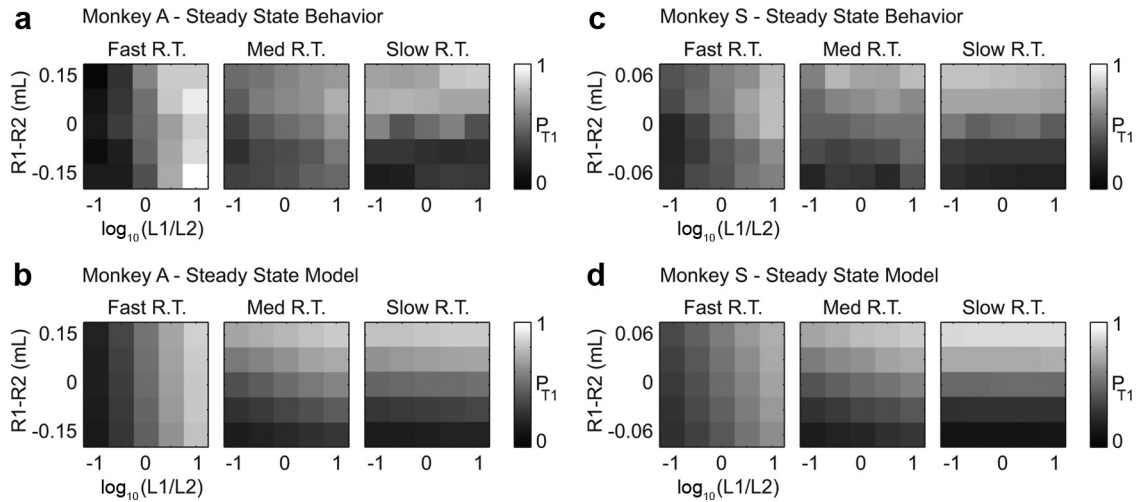 a Monkey A - Steady State Behavior
Fast R.T. Med R.T. Slow R.T.
R1-R2 (mL)
0.15
0
-0.15
-1 0 1 -1 0 1 -1 0 1
log10(L1/L2)
1
PT1
0
c Monkey S - Steady State Behavior
Fast R.T. Med R.T. Slow R.T.
R1-R2 (mL)
0.06
0
-0.06
-1 0 1 -1 0 1 -1 0 1
log10(L1/L2)
1
PT1
0
b Monkey A - Steady State Model
Fast R.T. Med R.T. Slow R.T.
R1-R2 (mL)
0.15
0
-0.15
-1 0 1 -1 0 1 -1 0 1
log10(L1/L2)
1
PT1
0
d Monkey S - Steady State Model
Fast R.T. Med R.T. Slow R.T.
R1-R2 (mL)
0.06
0
-0.06
-1 0 1 -1 0 1 -1 0 1
log10(L1/L2)
1
PT1
0